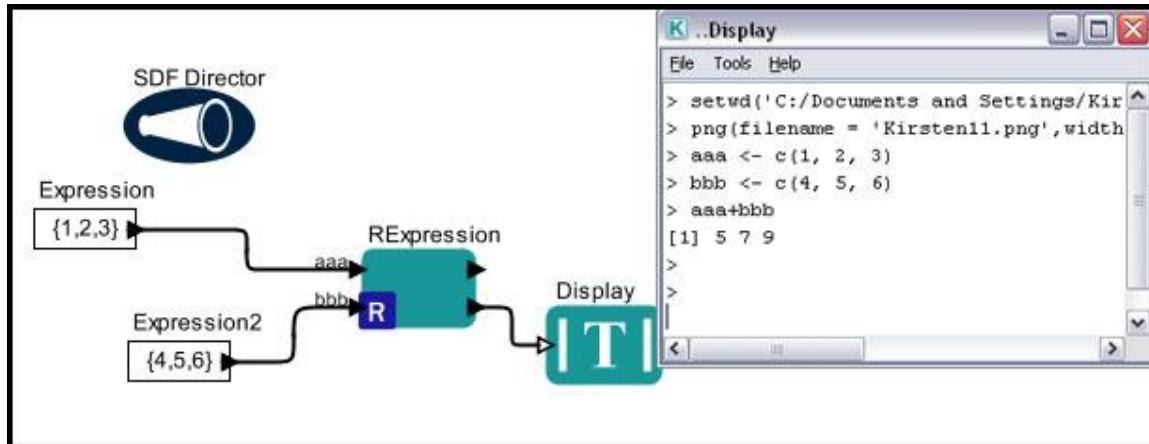 SDF Director
Expression
{1,2,3}
aaa
bbb
RExpression
R
Expression2
{4,5,6}
Display
T
K ..Display
File Tools Help
> setwd('C:/Documents and Settings/Kir
> png(filename = 'Kirsten11.png',width
> aaa <- c(1, 2, 3)
> bbb <- c(4, 5, 6)
> aaa+bbb
[1] 5 7 9
>
>